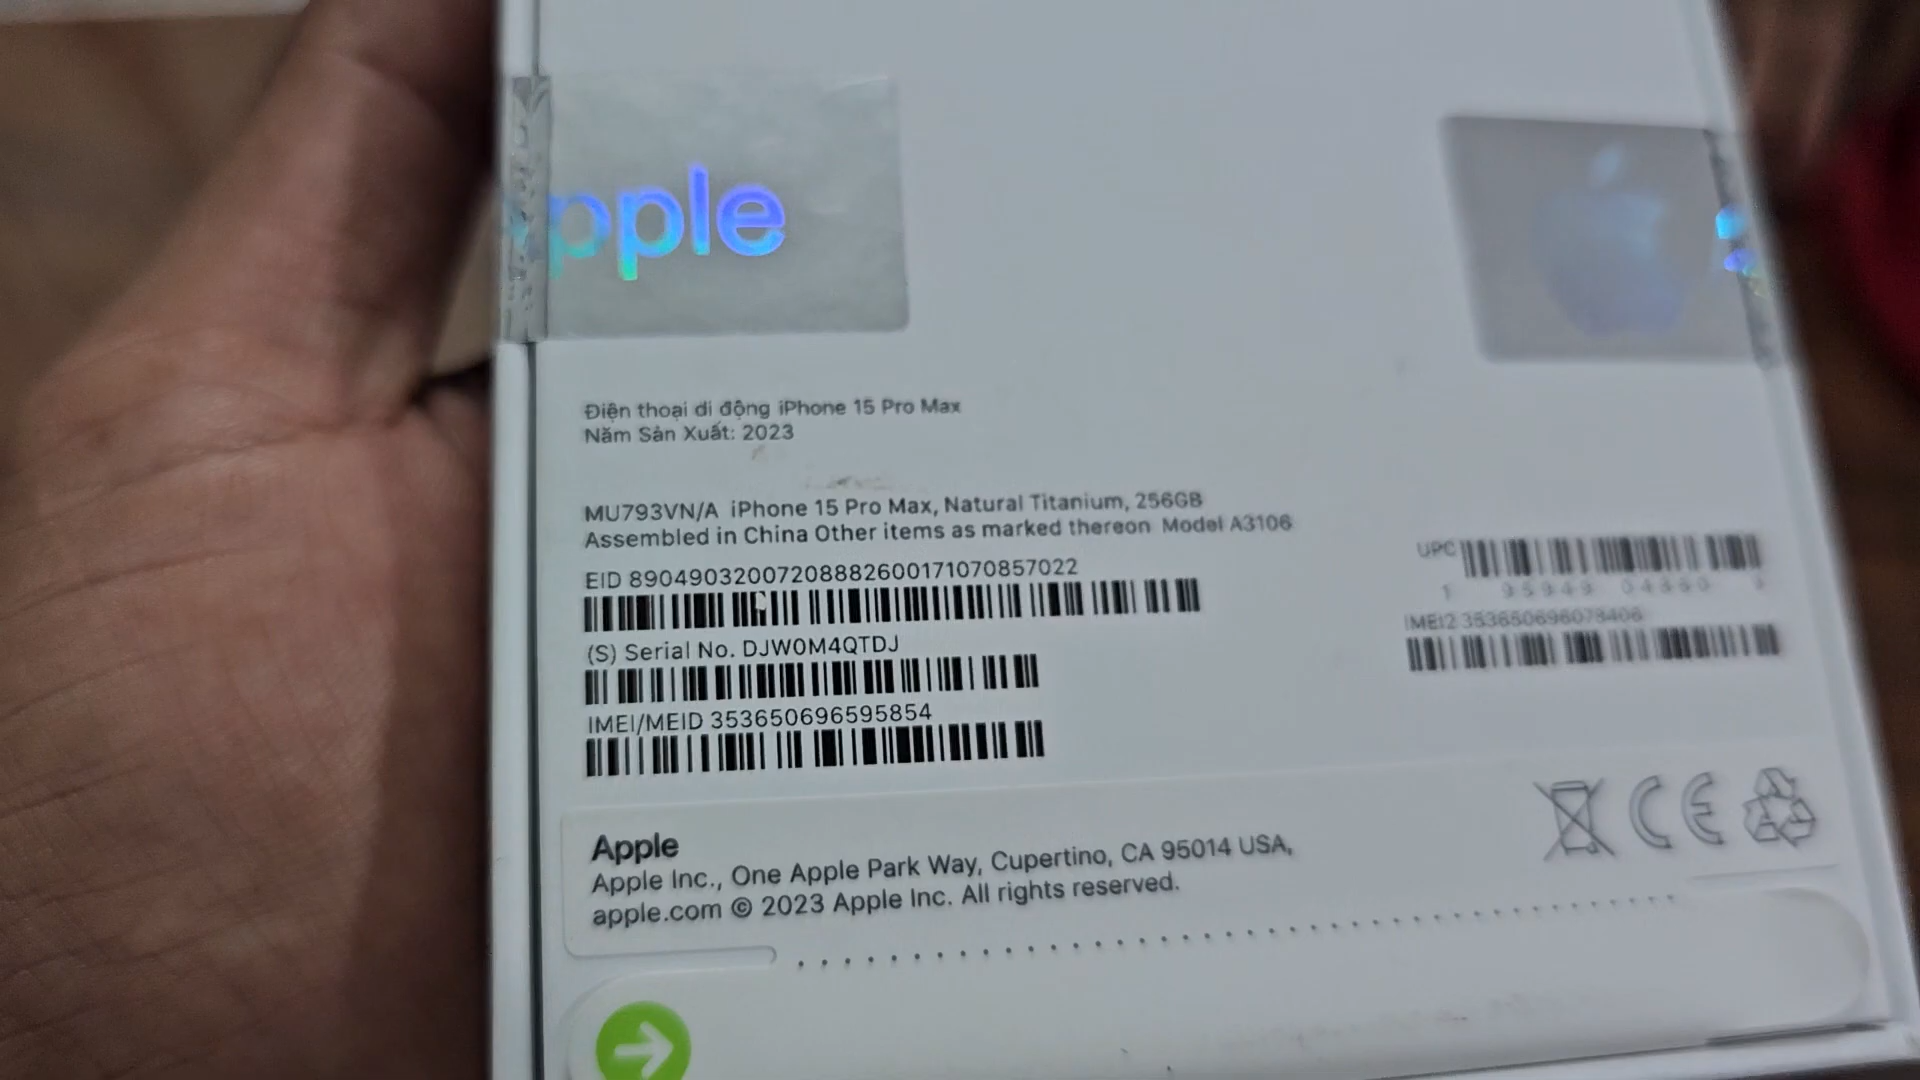 pple
Điện thoại di động iPhone 15 Pro Max
Năm Sản Xuất: 2023
MU793VN/A iPhone 15 Pro Max, Natural Titanium, 256GB
Assembled in China Other items as marked thereon Model A3106
EID 89049032007208882600171070857022
UPC
(S) Serial No. DJW0M4QTDJ
IMEI2 353650696078406
IMEI/MEID 353650696595854
Apple
Apple Inc., One Apple Park Way, Cupertino, CA 95014 USA,
apple.com © 2023 Apple Inc. All rights reserved.
CE